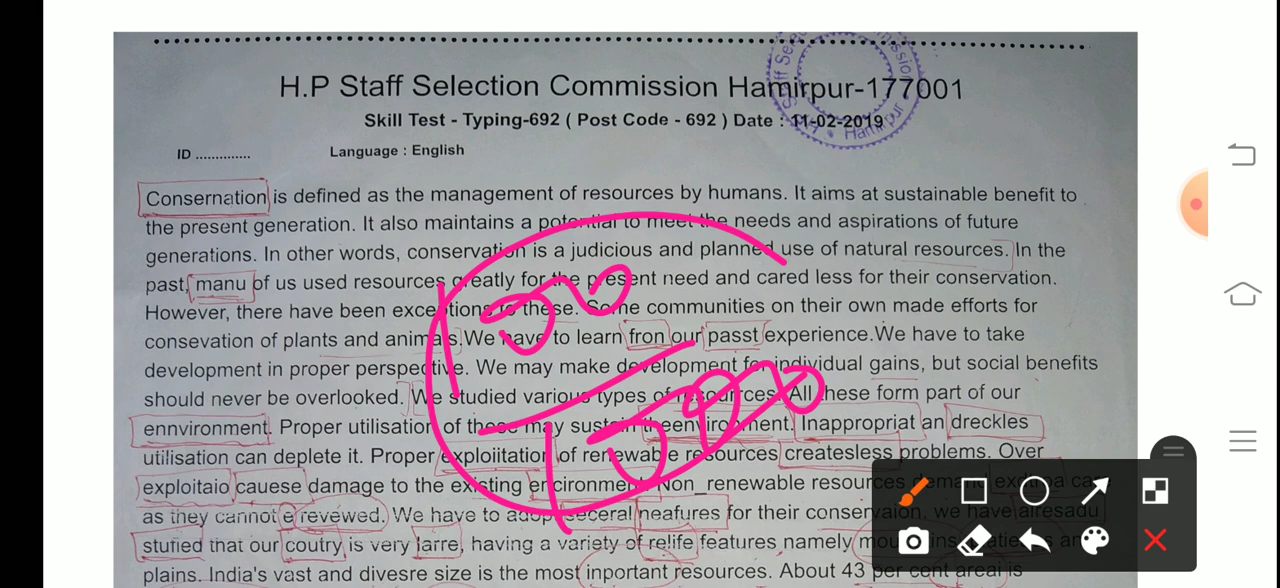 H.P Staff Selection Commission Hamirpur-177001
Skill Test - Typing-692 ( Post Code - 692 ) Date : 11-02-2019
ID .............. Language : English
Consernation is defined as the management of resources by humans. It aims at sustainable benefit to
the present generation. It also maintains a potential to meet the needs and aspirations of future
generations. In other words, conservation is a judicious and planned use of natural resources. In the
past, manu of us used resources greatly for the present need and cared less for their conservation.
However, there have been exceptions to these. Some communities on their own made efforts for
consevation of plants and animals.We have to learn fron our passt experience.We have to take
development in proper perspective. We may make development for individual gains, but social benefits
should never be overlooked. We studied various types of resources. All these form part of our
ennvironment. Proper utilisation of these may sustain theenvironment. Inappropriat an dreckles
utilisation can deplete it. Proper exploiitation of renewable resources createsless problems. Over
exploitaio cauese damage to the existing encironment. Non_renewable resources
as they cannot e revewed. We have to adopt seceral neafures for their conservaion, we have alresadu
stufied that our coutry is very larre, having a variety of relife features namely
plains. India's vast and divesre size is the most inportant resources. About 43 per cent areai is